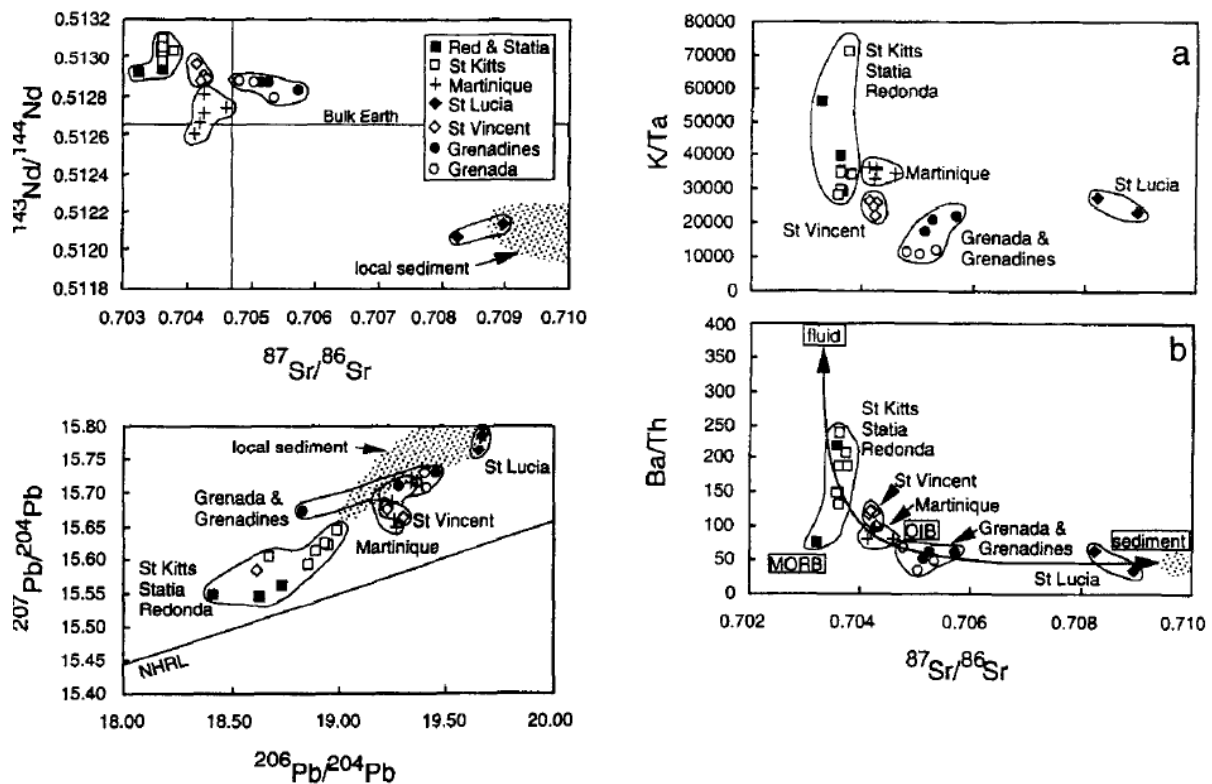 0.5132
0.5130
0.5128
0.5126
0.5124
0.5122
0.5120
0.5118
143Nd/144Nd
Red & Statia
St Kitts
Martinique
St Lucia
St Vincent
Grenadines
Grenada
Bulk Earth
local sediment
0.703 0.704 0.705 0.706 0.707 0.708 0.709 0.710
87Sr/86Sr
15.80
15.75
15.70
15.65
15.60
15.55
15.50
15.45
15.40
207Pb/204Pb
local sediment
St Lucia
Grenada &
Grenadines
St Vincent
Martinique
St Kitts
Statia
Redonda
NHRL
18.00 18.50 19.00 19.50 20.00
206Pb/204Pb
a
80000
70000
60000
50000
40000
30000
20000
10000
0
K/Ta
St Kitts
Statia
Redonda
Martinique
St Lucia
St Vincent
Grenada &
Grenadines
b
400
350
300
250
200
150
100
50
0
Ba/Th
fluid
St Kitts
Statia
Redonda
St Vincent
Martinique
OIB
Grenada &
Grenadines
sediment
MORB
St Lucia
0.702 0.704 0.706 0.708 0.710
87Sr/86Sr